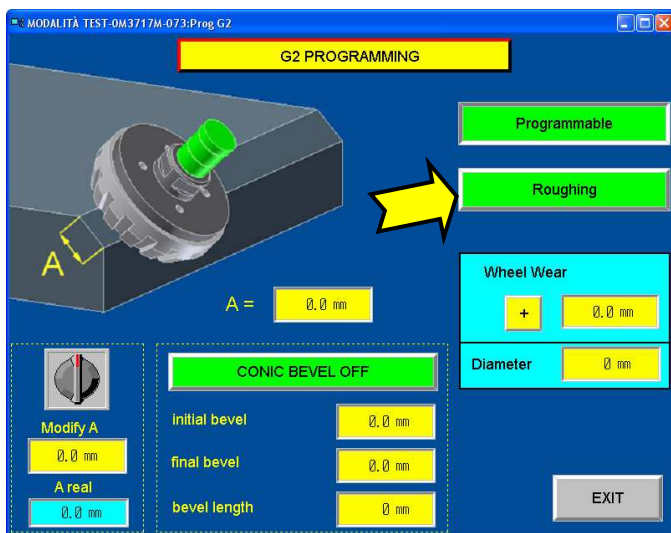 MODALITÀ TEST-0M3717M-073:Prog G2
G2 PROGRAMMING
Programmable
Roughing
A
A =
0.0 mm
Wheel Wear
+
0.0 mm
Diameter
0 mm
Modify A
0.0 mm
A real
0.0 mm
CONIC BEVEL OFF
initial bevel
0.0 mm
final bevel
0.0 mm
bevel length
0 mm
EXIT